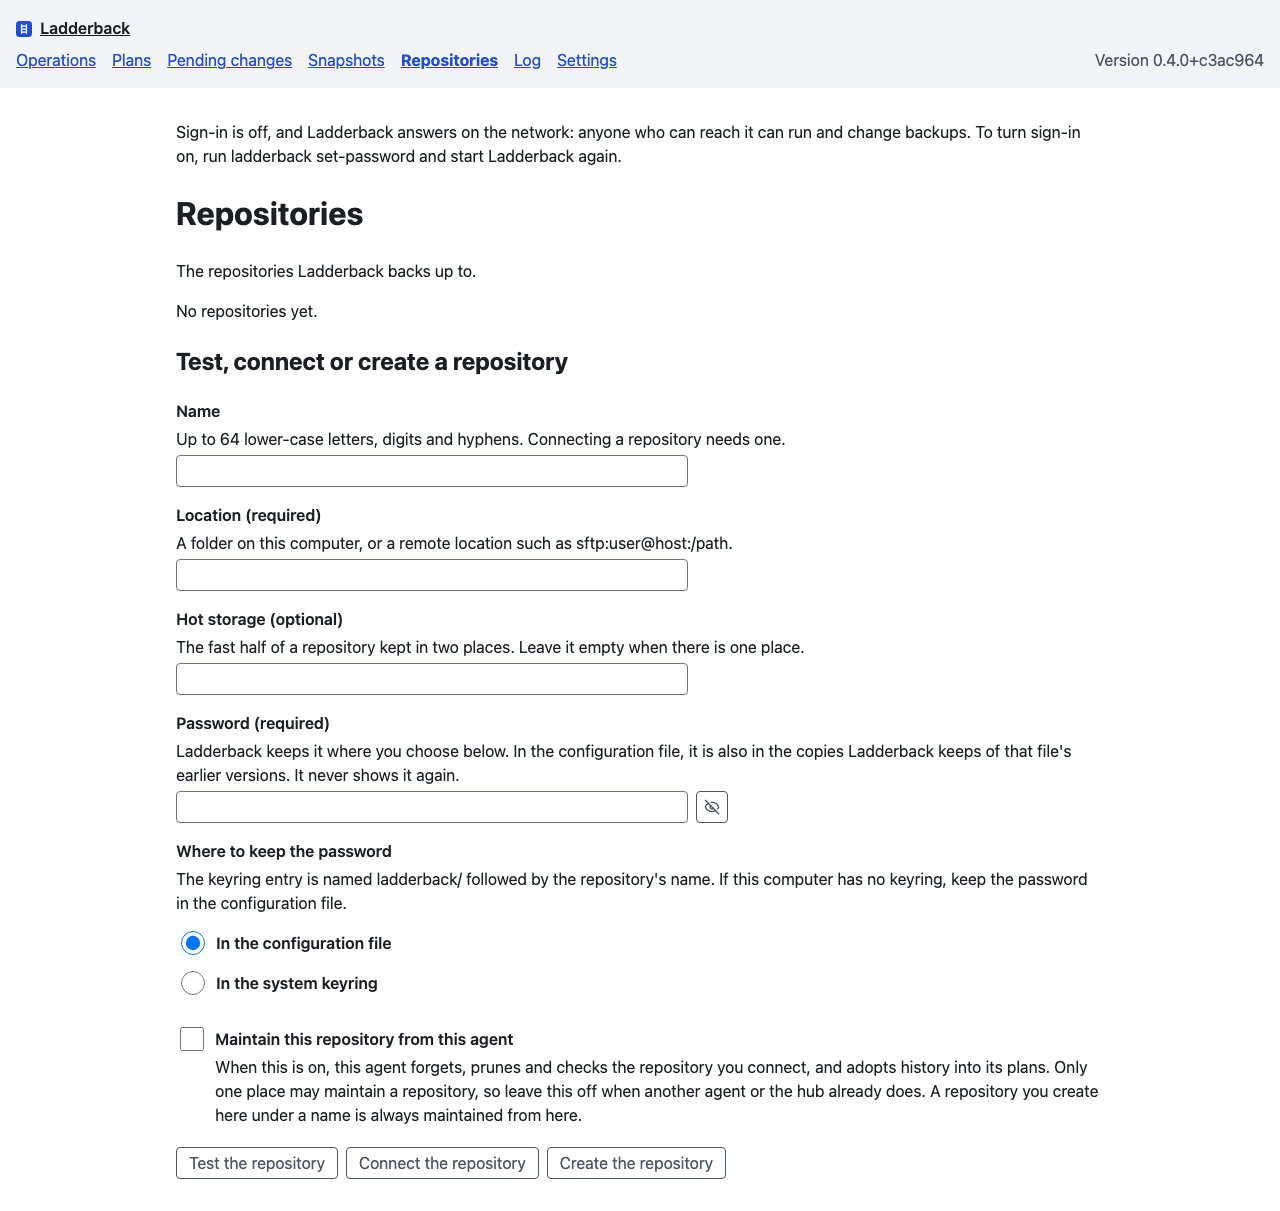 Ladderback
Operations Plans Pending changes Snapshots Repositories Log Settings Version 0.4.0+c3ac964
Sign-in is off, and Ladderback answers on the network: anyone who can reach it can run and change backups. To turn sign-in
on, run ladderback set-password and start Ladderback again.
Repositories
The repositories Ladderback backs up to.
No repositories yet.
Test, connect or create a repository
Name
Up to 64 lower-case letters, digits and hyphens. Connecting a repository needs one.
Location (required)
A folder on this computer, or a remote location such as sftp:user@host:/path.
Hot storage (optional)
The fast half of a repository kept in two places. Leave it empty when there is one place.
Password (required)
Ladderback keeps it where you choose below. In the configuration file, it is also in the copies Ladderback keeps of that file's
earlier versions. It never shows it again.
Where to keep the password
The keyring entry is named ladderback/ followed by the repository's name. If this computer has no keyring, keep the password
in the configuration file.
In the configuration file
In the system keyring
Maintain this repository from this agent
When this is on, this agent forgets, prunes and checks the repository you connect, and adopts history into its plans. Only
one place may maintain a repository, so leave this off when another agent or the hub already does. A repository you create
here under a name is always maintained from here.
Test the repository Connect the repository Create the repository